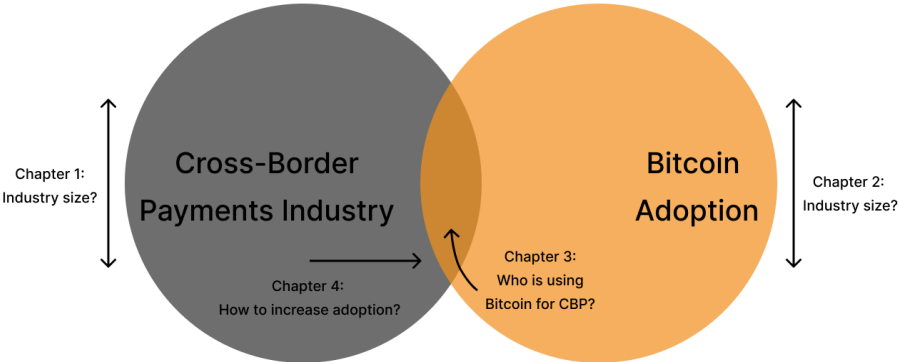 Chapter 1:
Industry size?
Cross-Border
Payments Industry
Chapter 4:
How to increase adoption?
Bitcoin
Adoption
Chapter 3:
Who is using
Bitcoin for CBP?
Chapter 2:
Industry size?